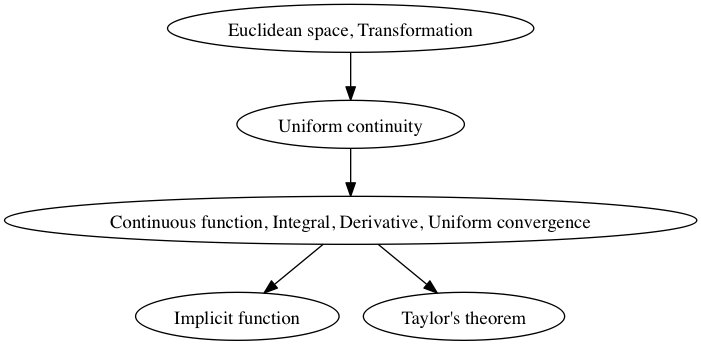 Euclidean space, Transformation
Uniform continuity
Continuous function, Integral, Derivative, Uniform convergence
Implicit function
Taylor's theorem